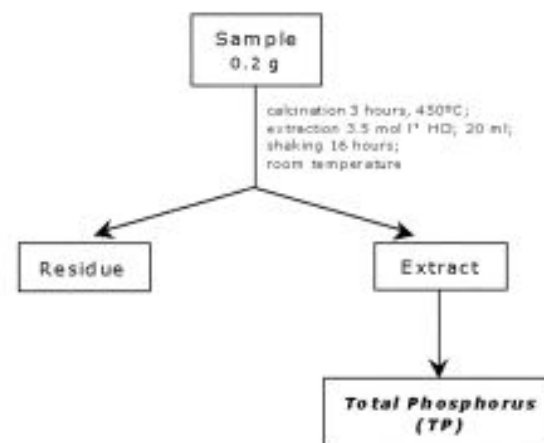 Sample
0.2 g
calcination 3 hours, 450ºC;
extraction 3.5 mol l⁻¹ HCl; 20 ml;
shaking 16 hours;
room temperature
Residue
Extract
Total Phosphorus
(TP)